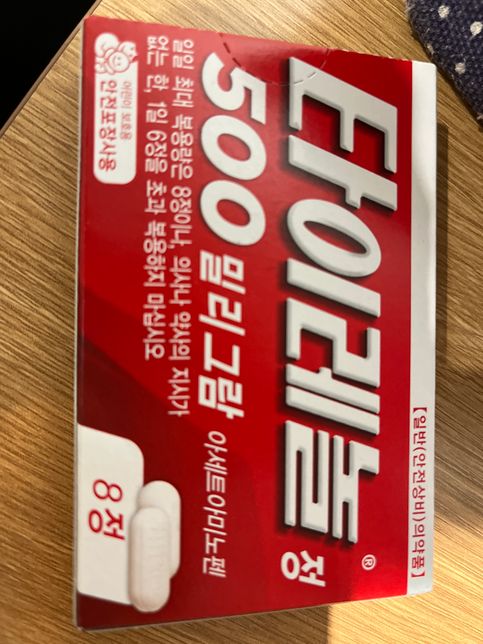 【일반(안전상비)의약품】
타이레놀® 정
500 밀리그람 아세트아미노펜
일일 최대 복용량은 8정이나, 의사나 약사의 지시가
없는 한, 1일 6정을 초과 복용하지 마십시오
어린이 보호용
안전포장사용
8정